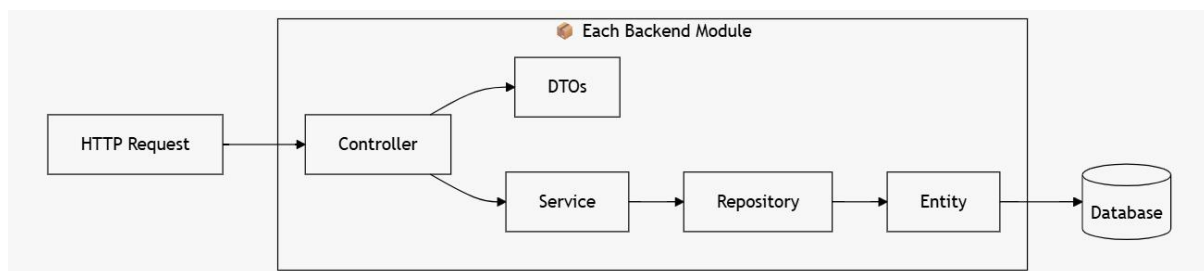 📦 Each Backend Module
DTOs
HTTP Request
Controller
Service
Repository
Entity
Database